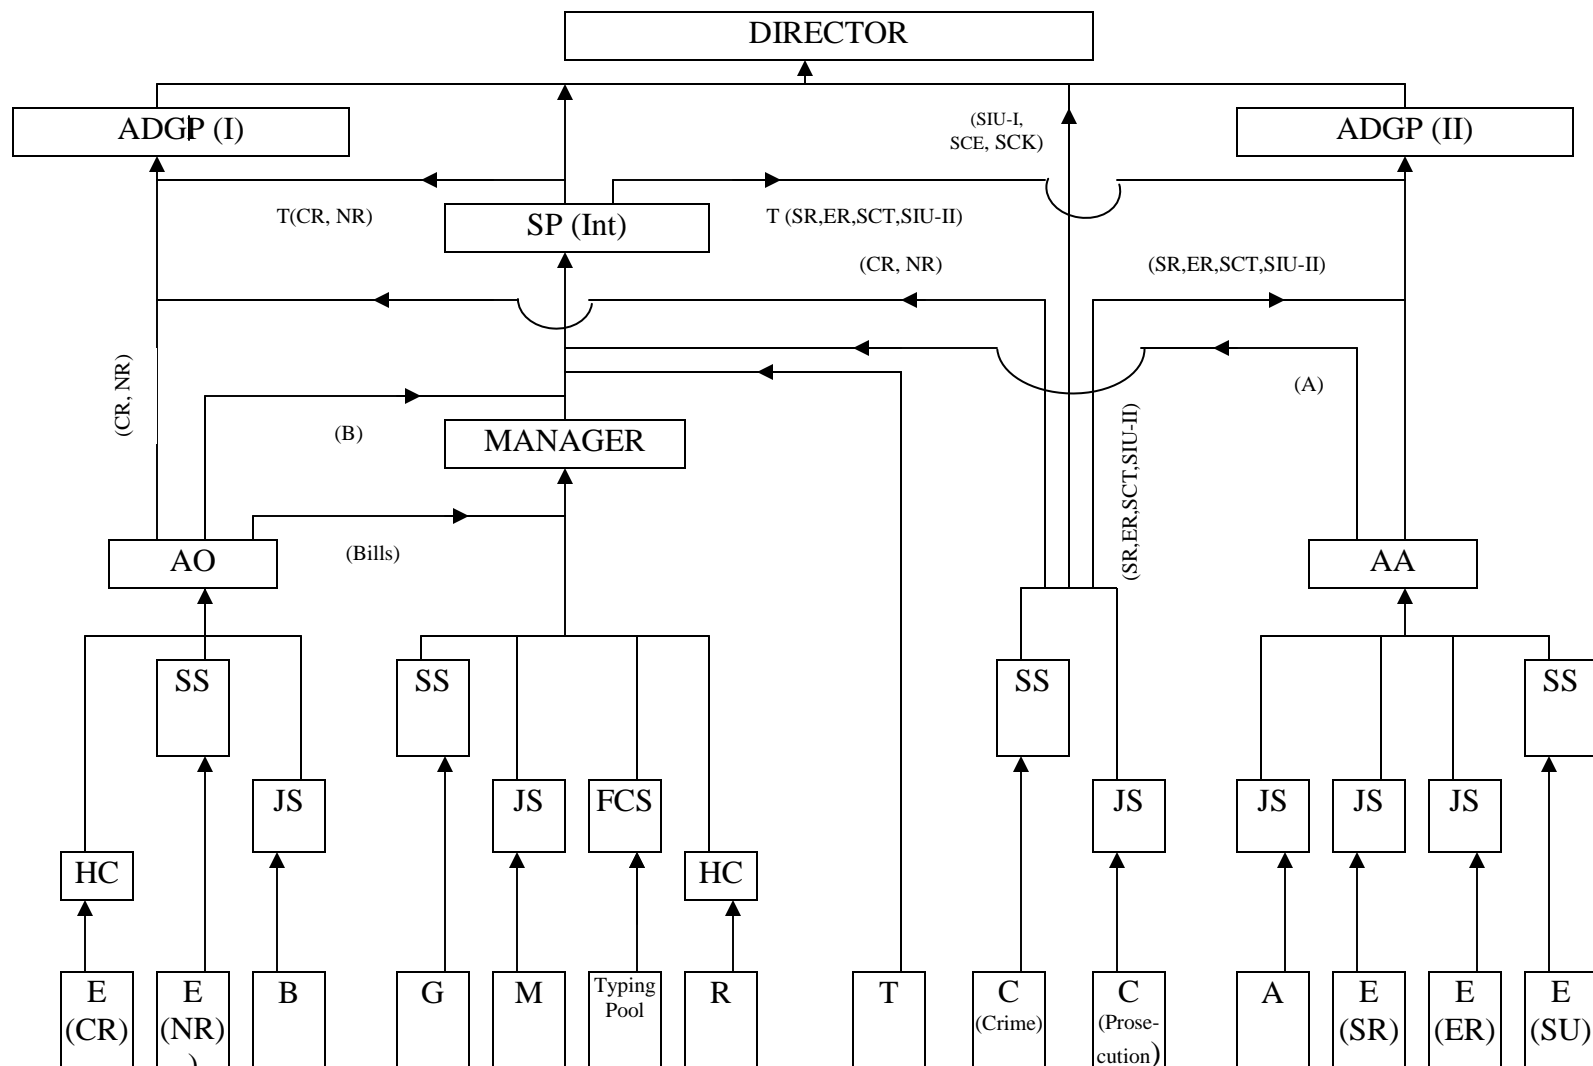 DIRECTOR
ADGP (I)
(SIU-I,
SCE, SCK)
ADGP (II)
T(CR, NR)
SP (Int)
T (SR,ER,SCT,SIU-II)
(CR, NR)
(SR,ER,SCT,SIU-II)
(CR, NR)
(B)
MANAGER
(A)
(SR,ER,SCT,SIU-II)
AO
(Bills)
AA
SS
SS
SS
SS
JS
JS
FCS
JS
JS
JS
JS
HC
HC
E
(CR)
E
(NR)
)
B
G
M
Typing
Pool
R
T
C
(Crime)
C
(Prose-
cution)
A
E
(SR)
E
(ER)
E
(SU)